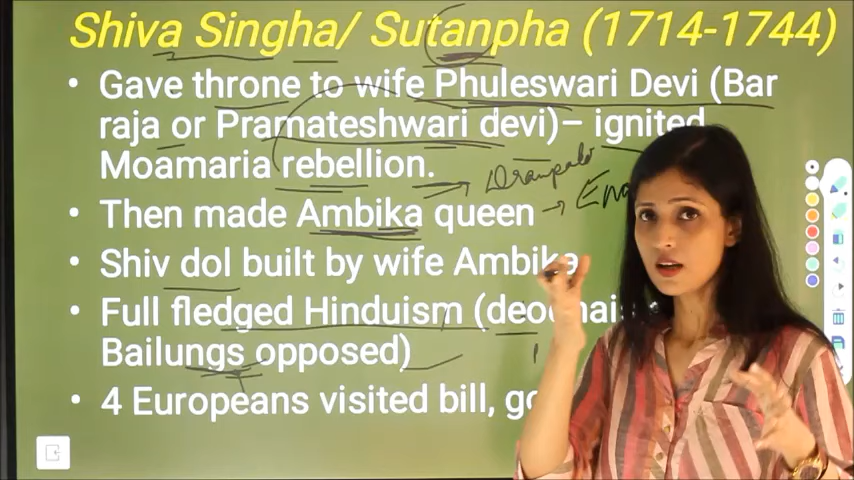 Shiva Singha/ Sutanpha (1714-1744)
• Gave throne to wife Phuleswari Devi (Bar
raja or Pramateshwari devi)– ignited
Moamaria rebellion.
• Then made Ambika queen
• Shiv dol built by wife Ambika
• Full fledged Hinduism (deodhais
Bailungs opposed)
• 4 Europeans visited bill, go